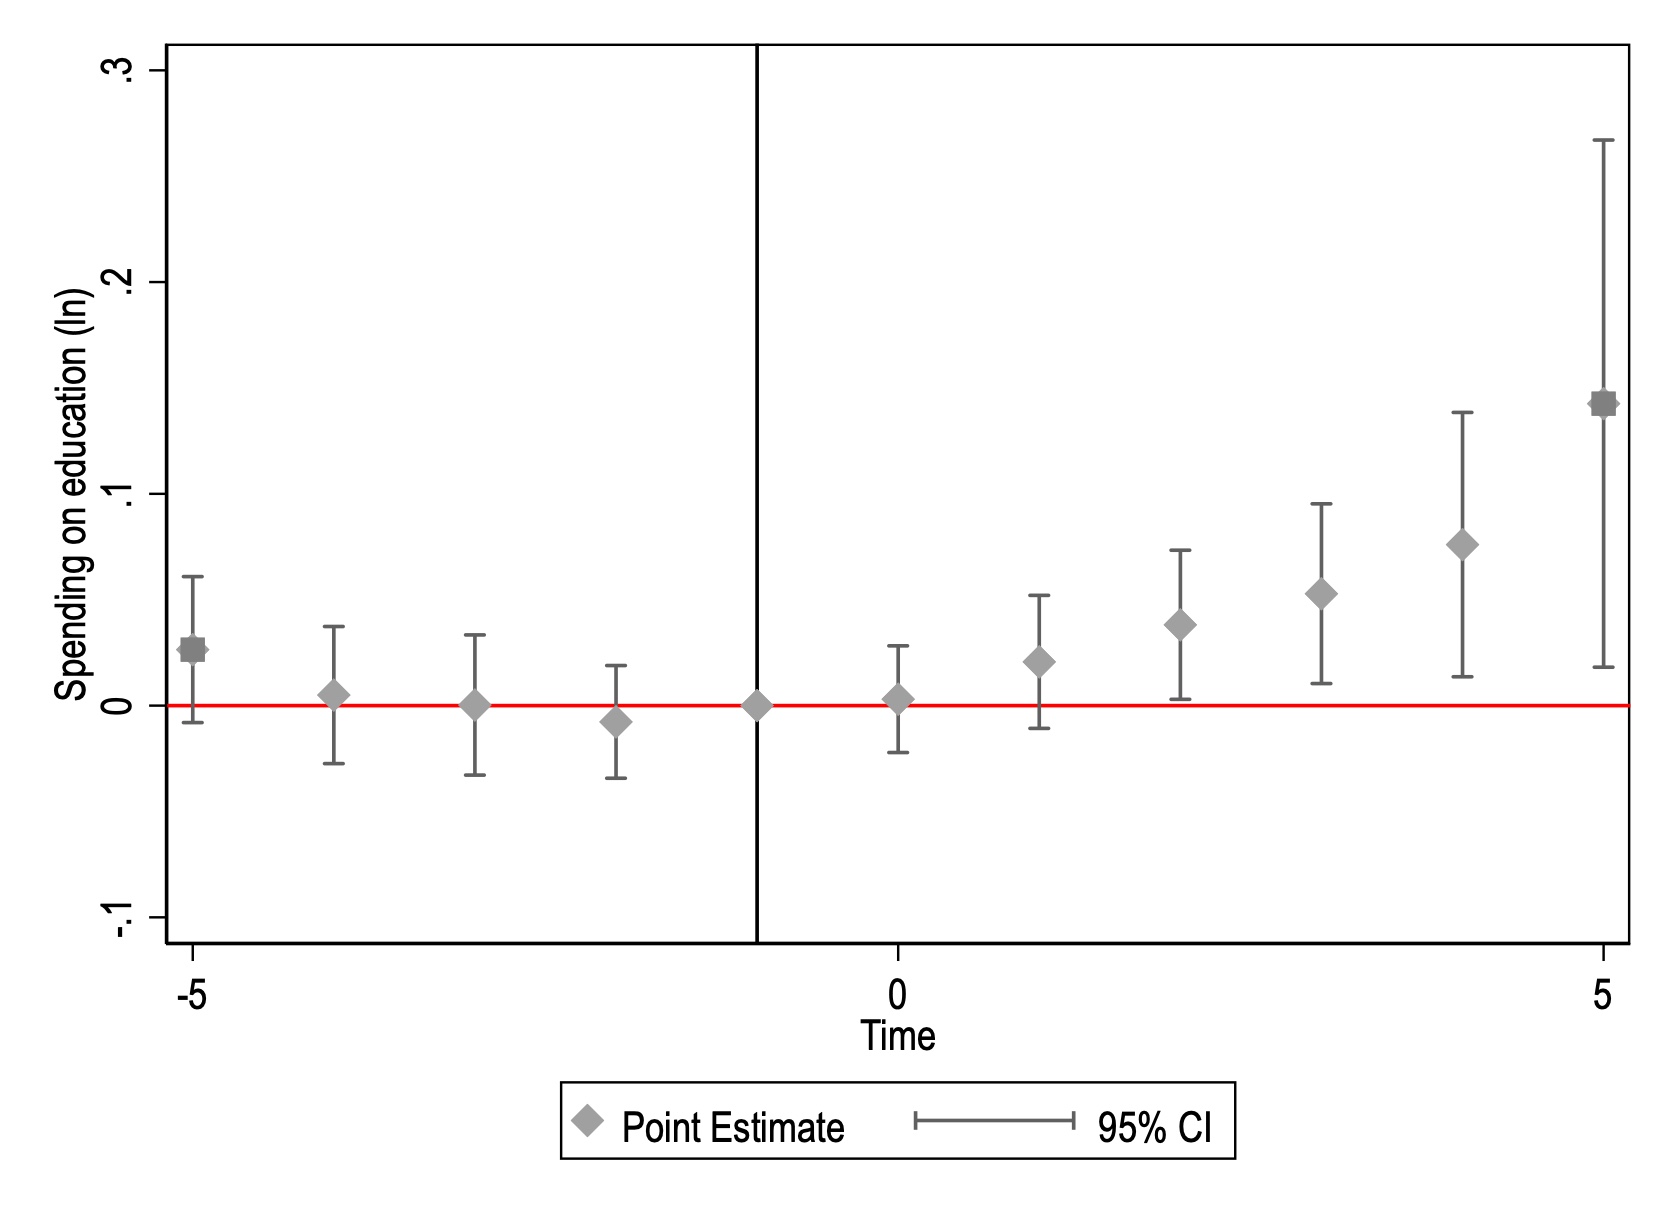 Spending on education (ln)
.3
.2
.1
0
-.1
-5
0
5
Time
Point Estimate
95% CI